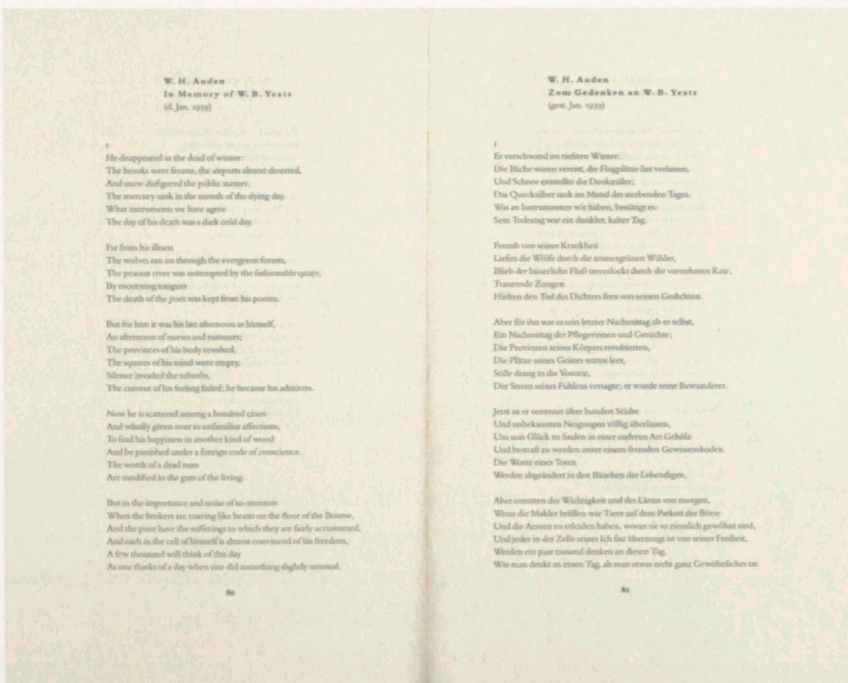 W. H. Auden
In Memory of W. B. Yeats
(d. Jan. 1939)
I
He disappeared in the dead of winter:
The brooks were frozen, the airports almost deserted,
And snow disfigured the public statues;
The mercury sank in the mouth of the dying day.
What instruments we have agree
The day of his death was a dark cold day.
Far from his illness
The wolves ran on through the evergreen forests,
The peasant river was untempted by the fashionable quays;
By mourning tongues
The death of the poet was kept from his poems.
But for him it was his last afternoon as himself,
An afternoon of nurses and rumours;
The provinces of his body revolted,
The squares of his mind were empty,
Silence invaded the suburbs,
The current of his feeling failed; he became his admirers.
Now he is scattered among a hundred cities
And wholly given over to unfamiliar affections,
To find his happiness in another kind of wood
And be punished under a foreign code of conscience.
The words of a dead man
Are modified in the guts of the living.
But in the importance and noise of to-morrow
When the brokers are roaring like beasts on the floor of the Bourse,
And the poor have the sufferings to which they are fairly accustomed,
And each in the cell of himself is almost convinced of his freedom,
A few thousand will think of this day
As one thinks of a day when one did something slightly unusual.
80
W. H. Auden
Zum Gedenken an W. B. Yeats
(gest. Jan. 1939)
I
Er verschwand im tiefsten Winter:
Die Bäche waren vereist, die Flugplätze fast verlassen,
Und Schnee entstellte die Denkmäler;
Das Quecksilber sank im Mund des sterbenden Tages.
Was an Instrumenten wir haben, bestätigt es:
Sein Todestag war ein dunkler, kalter Tag.
Fernab von seiner Krankheit
Liefen die Wölfe durch die immergrünen Wälder,
Blieb der bäuerliche Fluß unverlockt durch die vornehmen Kaie;
Trauernde Zungen
Hielten den Tod des Dichters fern von seinen Gedichten.
Aber für ihn war es sein letzter Nachmittag als er selbst,
Ein Nachmittag der Pflegerinnen und Gerüchte;
Die Provinzen seines Körpers revoltierten,
Die Plätze seines Geistes waren leer,
Stille drang in die Vororte,
Der Strom seines Fühlens versagte; er wurde seine Bewunderer.
Jetzt ist er verstreut über hundert Städte
Und unbekannten Neigungen völlig überlassen,
Um sein Glück zu finden in einer anderen Art Gehölz
Und bestraft zu werden unter einem fremden Gewissenskodex.
Die Worte eines Toten
Werden abgeändert in den Bäuchen der Lebendigen.
Aber inmitten der Wichtigkeit und des Lärms von morgen,
Wenn die Makler brüllen wie Tiere auf dem Parkett der Börse
Und die Armen zu erleiden haben, woran sie so ziemlich gewöhnt sind,
Und jeder in der Zelle seines Ich fast überzeugt ist von seiner Freiheit,
Werden ein paar tausend denken an diesen Tag,
Wie man denkt an einen Tag, als man etwas nicht ganz Gewöhnliches tat.